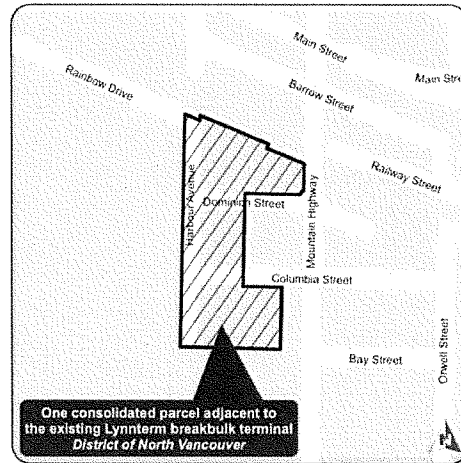 Main Street
Main Stre
Rainbow Drive
Barrow Street
Railway Street
Harbour Avenue
Dominion Street
Mountain Highway
Columbia Street
Orwell Street
Bay Street
One consolidated parcel adjacent to
the existing Lynnterm breakbulk terminal
District of North Vancouver